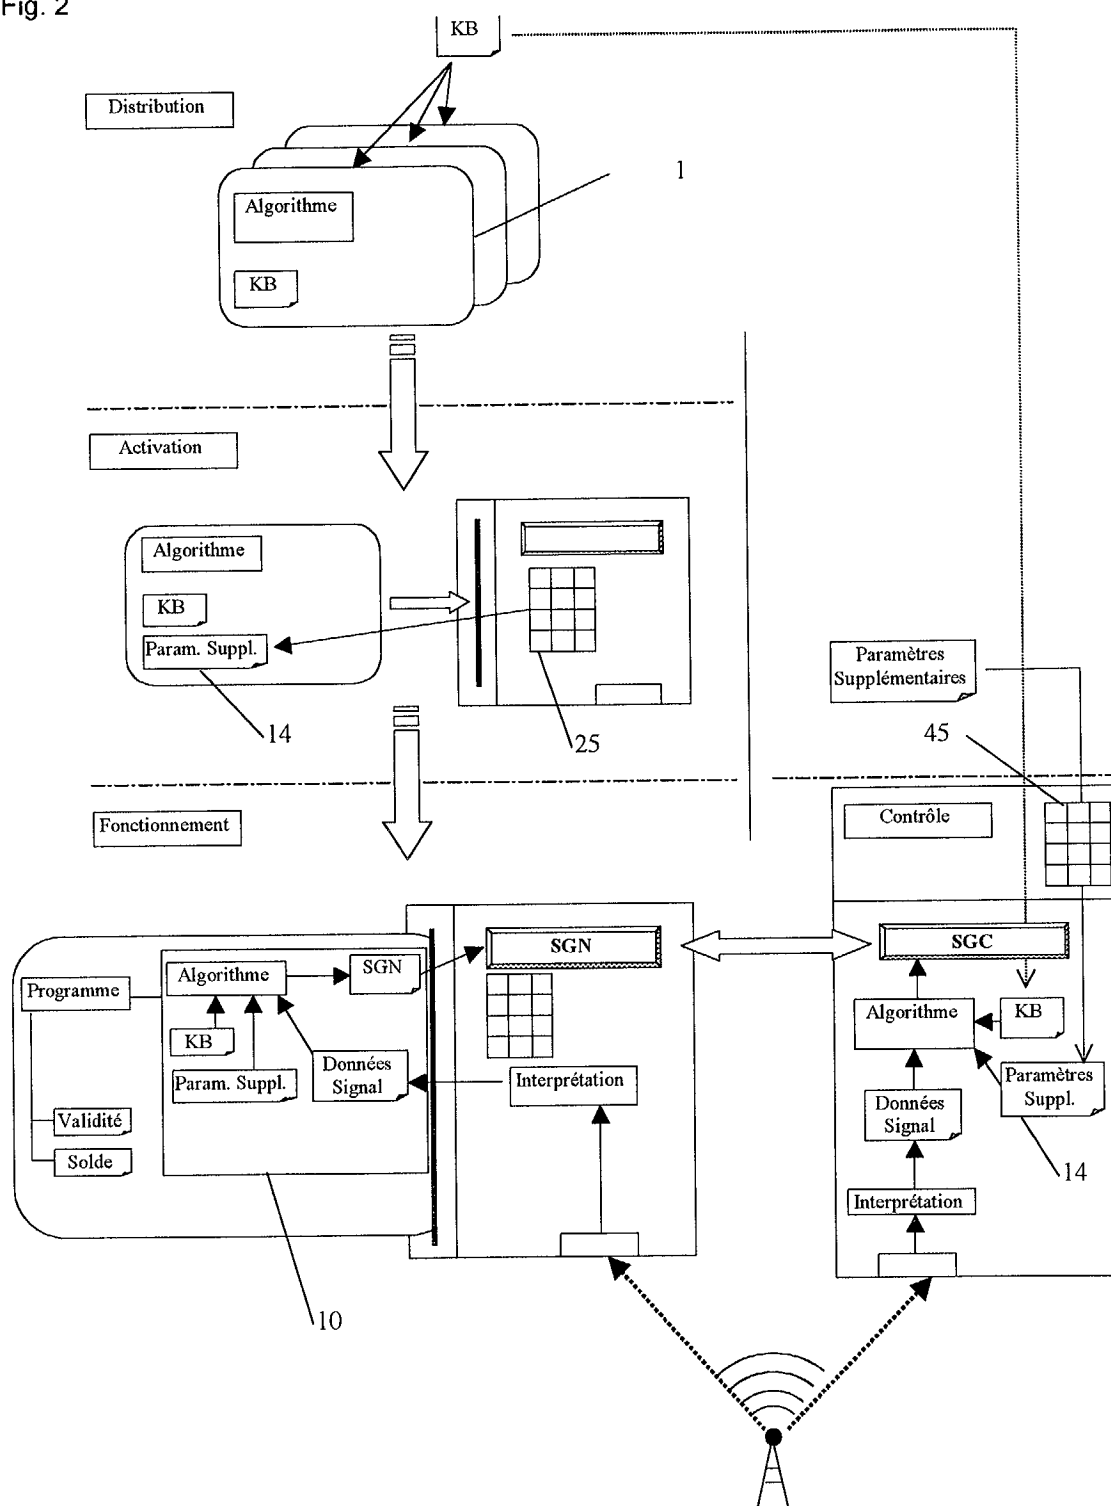 Fig. 2
KB
Distribution
1
Algorithme
KB
Activation
Algorithme
KB
Param. Suppl.
14
25
Paramètres
Supplémentaires
45
Fonctionnement
Contrôle
SGN
SGC
Programme
Algorithme
SGN
KB
Param. Suppl.
Données
Signal
Interprétation
Validité
Solde
10
Algorithme
KB
Données
Signal
Paramètres
Suppl.
14
Interprétation